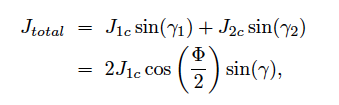 J_{total} = J_{1c} sin(γ_1) + J_{2c} sin(γ_2)
= 2J_{1c} cos(Φ/2) sin(γ),